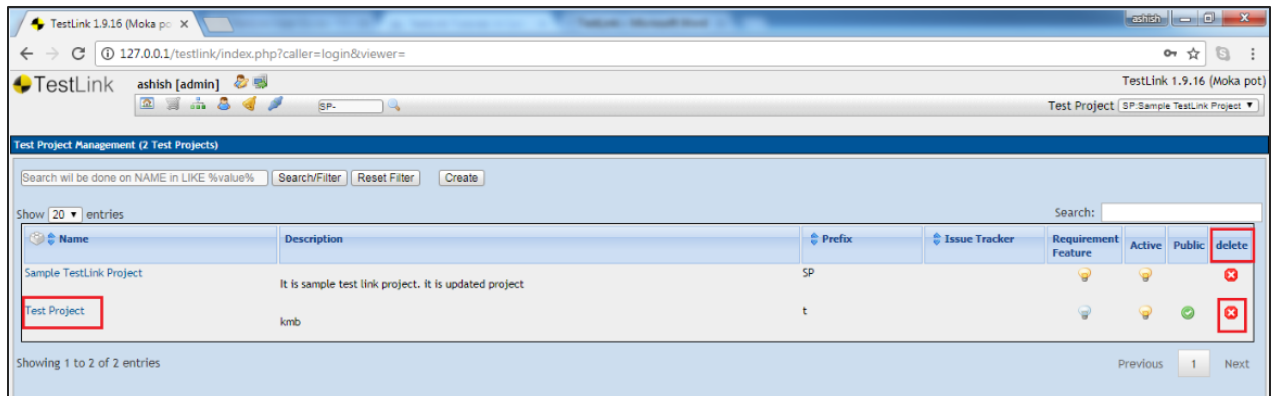 TestLink 1.9.16 (Moka po
ashish
127.0.0.1/testlink/index.php?caller=login&viewer=
TestLink ashish [admin] TestLink 1.9.16 (Moka pot)
SP- Test Project SP:Sample TestLink Project
Test Project Management (2 Test Projects)
Search wil be done on NAME in LIKE %value% Search/Filter Reset Filter Create
Show 20 entries Search:
Name Description Prefix Issue Tracker Requirement Feature Active Public delete
Sample TestLink Project SP
It is sample test link project. it is updated project
Test Project t
kmb
Showing 1 to 2 of 2 entries Previous 1 Next